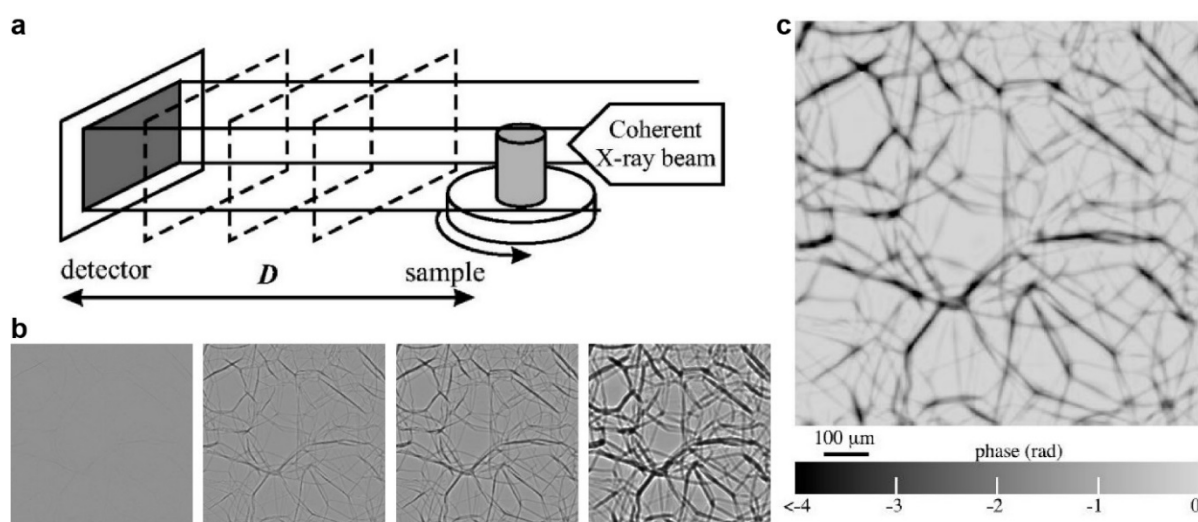 a
Coherent
X-ray beam
detector
D
sample
b
c
100 μm
phase (rad)
<-4
-3
-2
-1
0